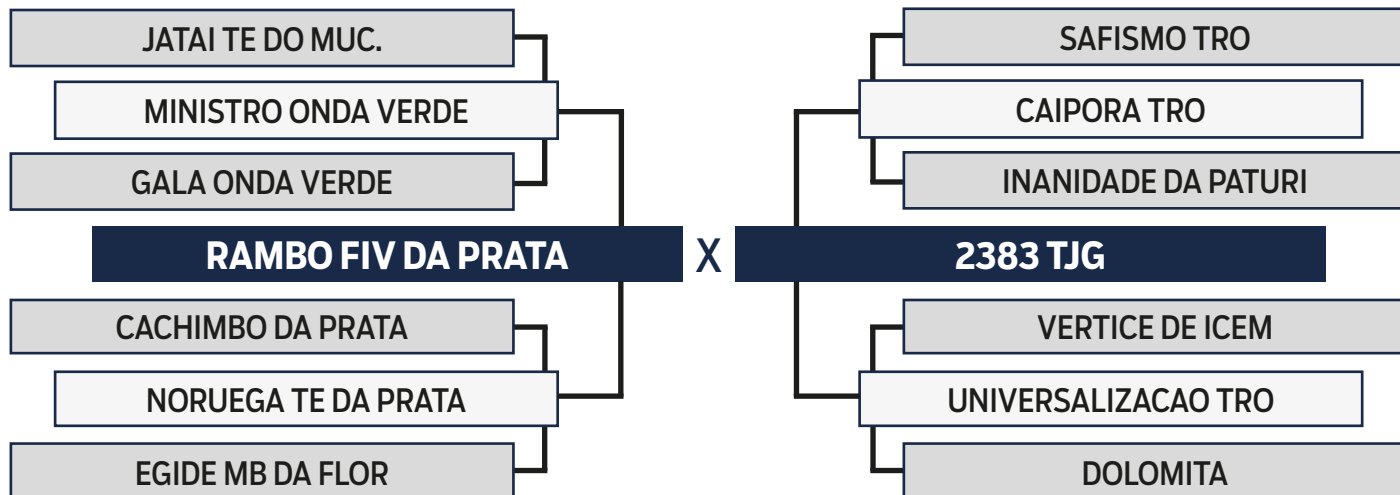 JATAI TE DO MUC.
MINISTRO ONDA VERDE
GALA ONDA VERDE
RAMBO FIV DA PRATA
CACHIMBO DA PRATA
NORUEGA TE DA PRATA
EGIDE MB DA FLOR
X
SAFISMO TRO
CAIPORA TRO
INANIDADE DA PATURI
2383 TJG
VERTICE DE ICEM
UNIVERSALIZACAO TRO
DOLOMITA